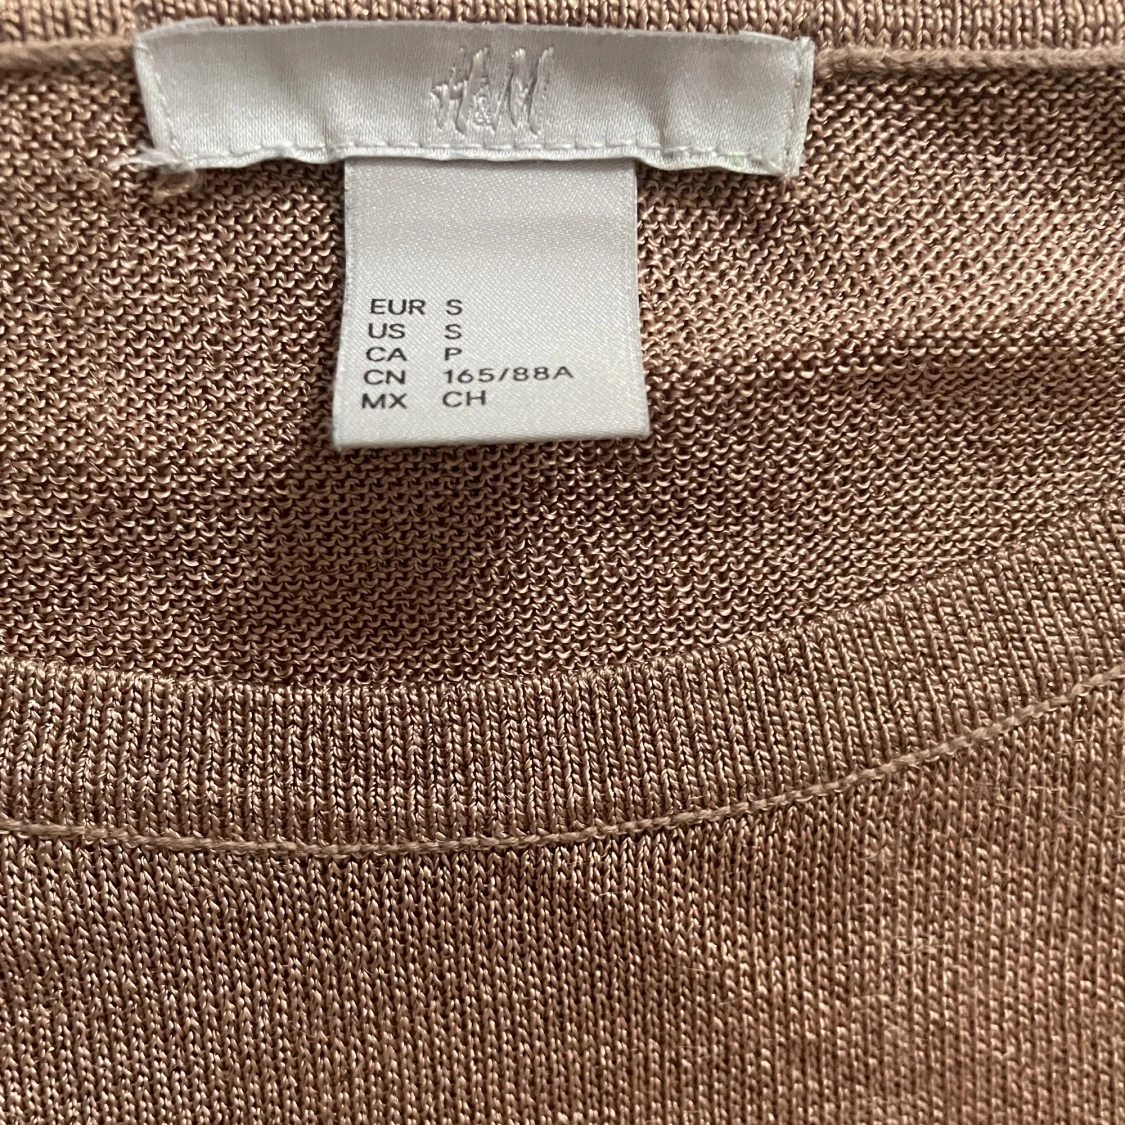 H&M
EUR S
US S
CA P
CN 165/88A
MX CH